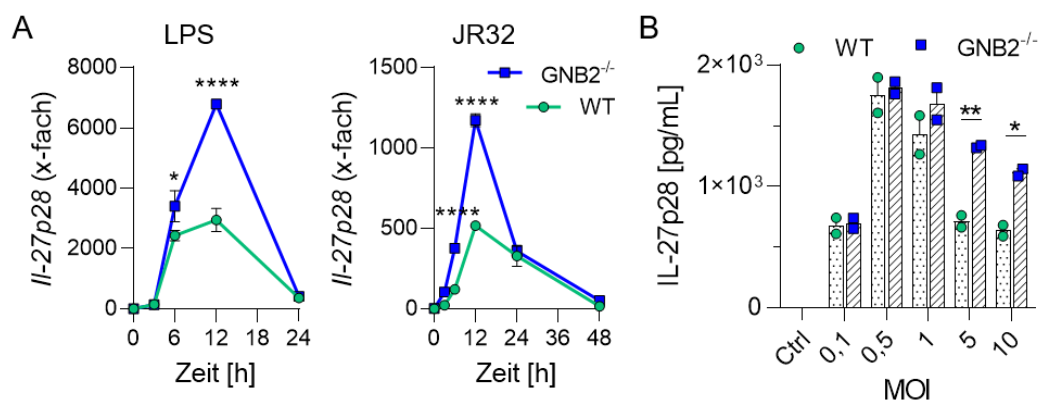 A
LPS
Il-27p28 (x-fach)
8000
6000
4000
2000
0
*
****
0 6 12 18 24
Zeit [h]
JR32
Il-27p28 (x-fach)
1500
1000
500
0
****
****
GNB2⁻/⁻
WT
0 12 24 36 48
Zeit [h]
B
WT GNB2⁻/⁻
IL-27p28 [pg/mL]
2×10³
1×10³
0
**
*
Ctrl 0,1 0,5 1 5 10
MOI